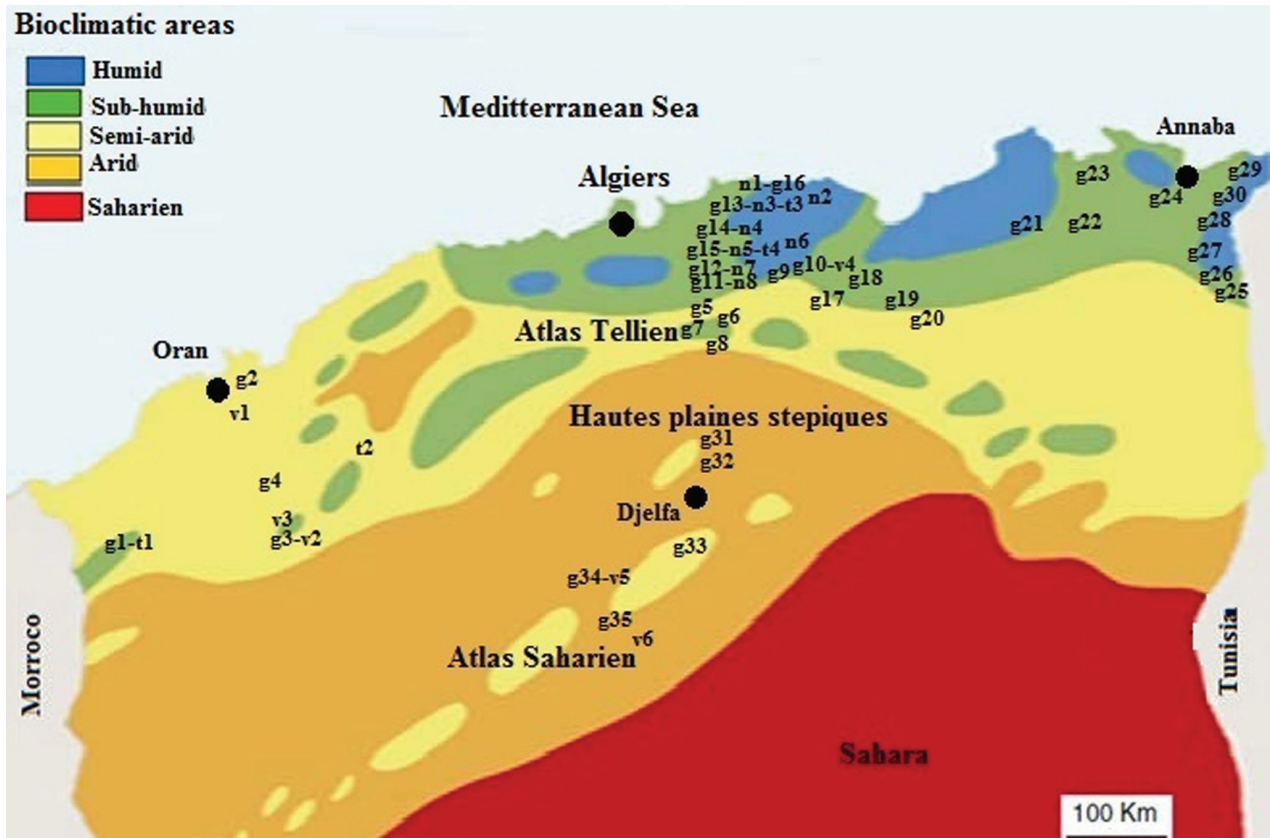 Bioclimatic areas
Humid
Sub-humid
Semi-arid
Arid
Saharien
Meditterranean Sea
Annaba
Algiers
n1-g16
g13-n3-t3
n2
g14-n4
g15-n5-t4
n6
g12-n7
g9
g10-v4
g11-n8
g18
g5
g17
g19
g6
g20
Atlas Tellien
g7
g8
g23
g29
g24
g30
g21
g22
g28
g27
g26
g25
Oran
g2
v1
t2
g4
v3
g3-v2
g1-t1
Hautes plaines stepiques
g31
g32
Djelfa
g33
g34-v5
g35
v6
Atlas Saharien
Morroco
Tunisia
Sahara
100 Km